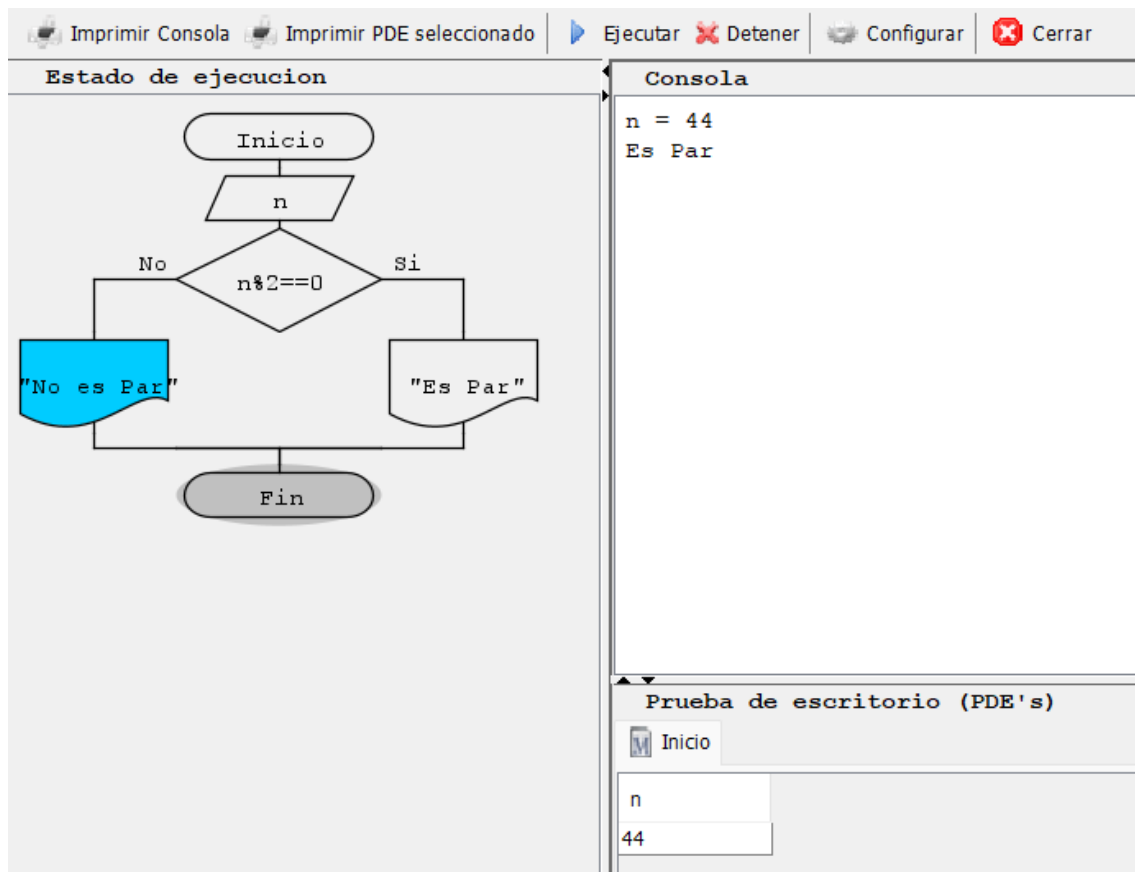 Imprimir Consola Imprimir PDE seleccionado Ejecutar Detener Configurar Cerrar
Estado de ejecucion
Inicio
n
No
Si
n%2==0
"No es Par"
"Es Par"
Fin
Consola
n = 44
Es Par
Prueba de escritorio (PDE's)
M Inicio
n
44